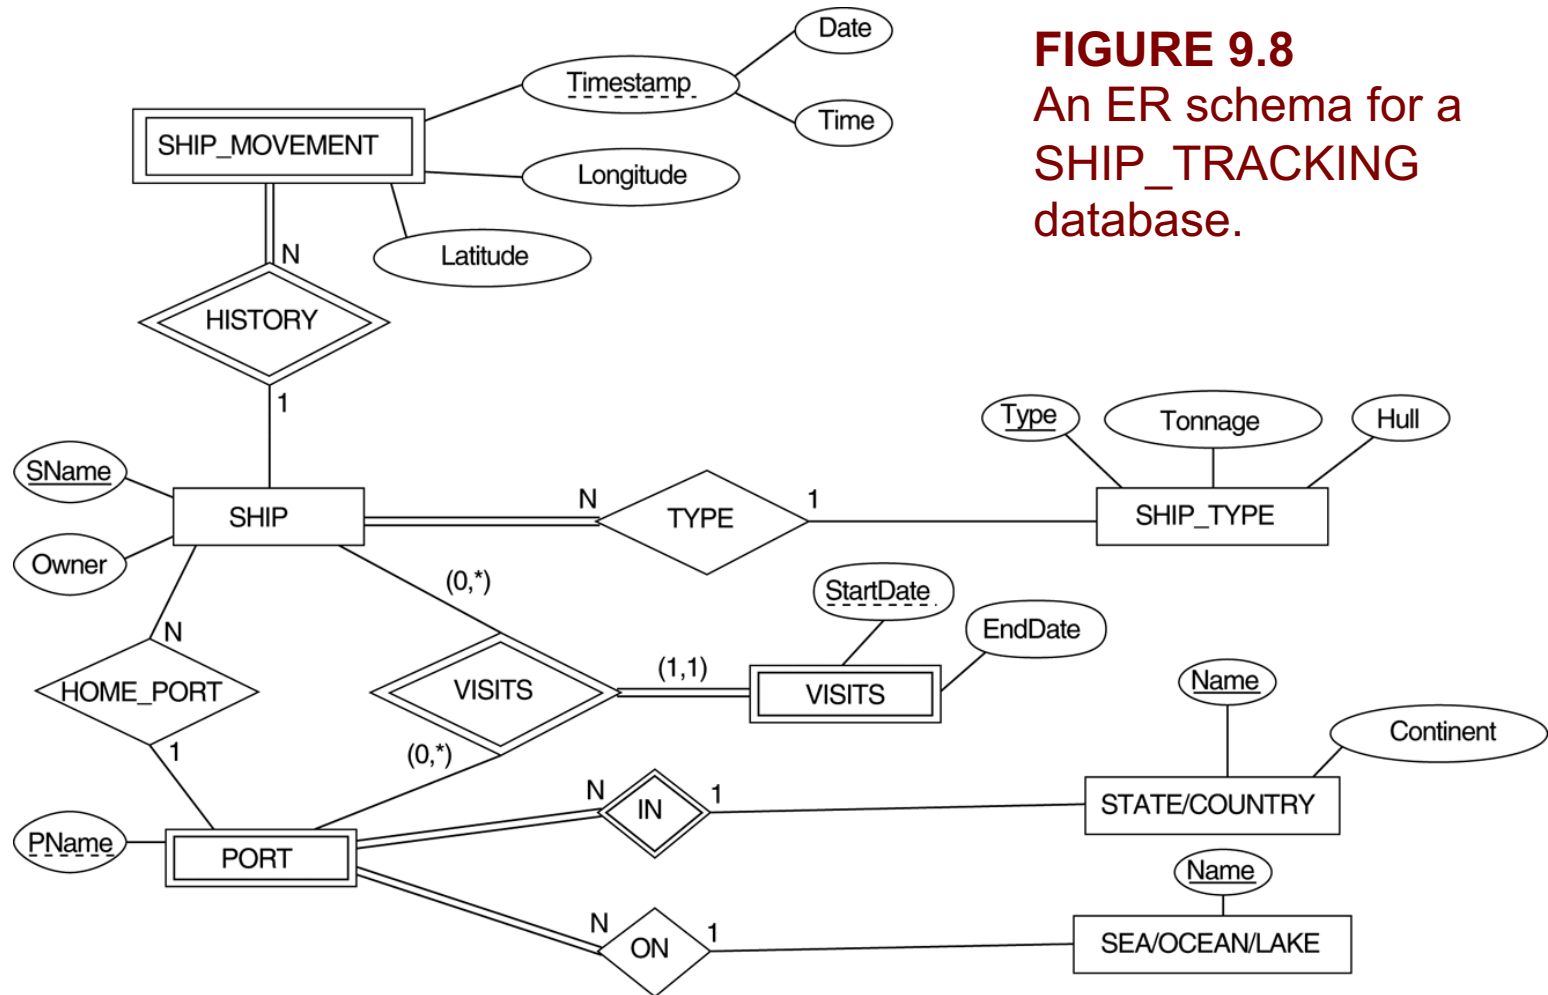 FIGURE 9.8
An ER schema for a
SHIP_TRACKING
database.
Date
Timestamp
Time
SHIP_MOVEMENT
Longitude
Latitude
N
HISTORY
1
Type
Tonnage
Hull
SName
N
1
SHIP
TYPE
SHIP_TYPE
Owner
(0,*)
StartDate
EndDate
N
(1,1)
HOME_PORT
VISITS
VISITS
Name
Continent
1
(0,*)
N
1
IN
STATE/COUNTRY
PName
PORT
Name
N
1
ON
SEA/OCEAN/LAKE